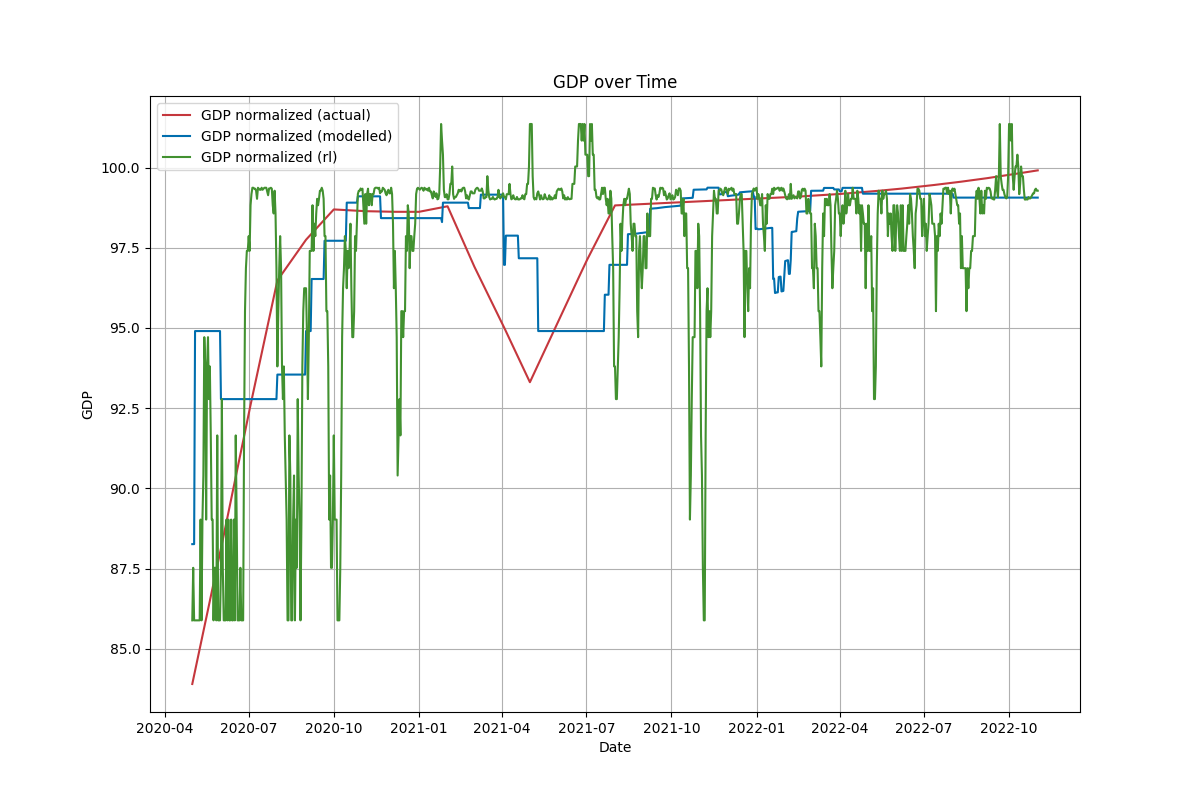 GDP over Time
GDP normalized (actual)
GDP normalized (modelled)
GDP normalized (rl)
100.0
97.5
95.0
92.5
90.0
87.5
85.0
GDP
2020-04 2020-07 2020-10 2021-01 2021-04 2021-07 2021-10 2022-01 2022-04 2022-07 2022-10
Date